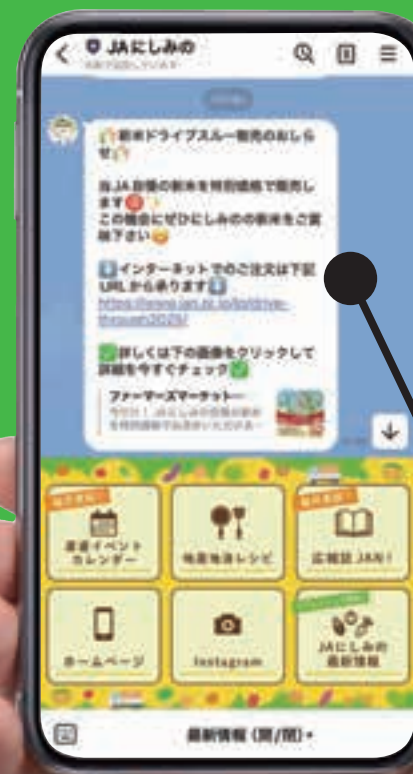 JAにしみの
🌾新米ドライブスルー販売のおしら
せ🌾
当JA自慢の新米を特別価格で販売し
ます
この機会にぜひにしみのの新米をご賞
味下さい
⬇️インターネットでのご注文は下記
URLから承ります⬇️
✅詳しくは下の画像をクリックして
詳細を今すぐチェック✅
ファーマーズマーケット…
産直イベント
カレンダー
地産地消レシピ
広報誌 JAN!
ホームページ
Instagram
JAにしみの
最新情報
最新情報 (開/閉)